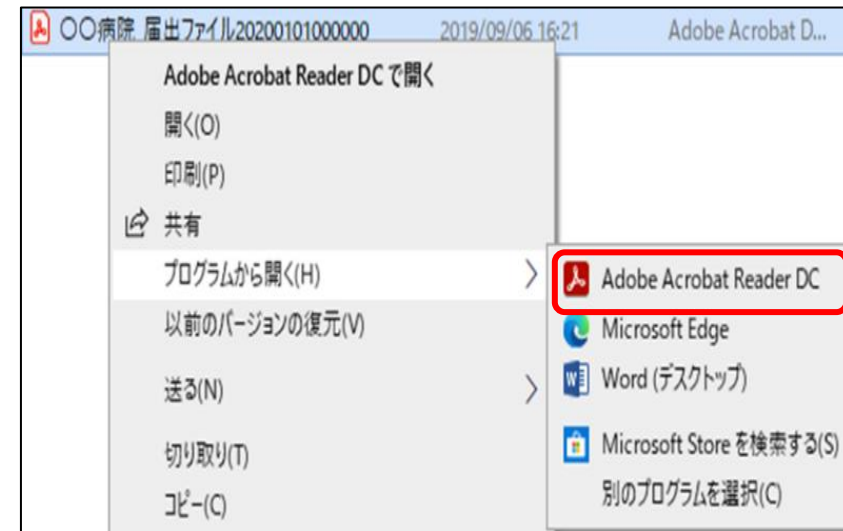 〇〇病院 届出ファイル20200101000000 2019/09/06 16:21 Adobe Acrobat D...
Adobe Acrobat Reader DC で開く
開く(O)
印刷(P)
共有
プログラムから開く(H)
以前のバージョンの復元(V)
送る(N)
切り取り(T)
コピー(C)
Adobe Acrobat Reader DC
Microsoft Edge
Word (デスクトップ)
Microsoft Store を検索する(S)
別のプログラムを選択(C)